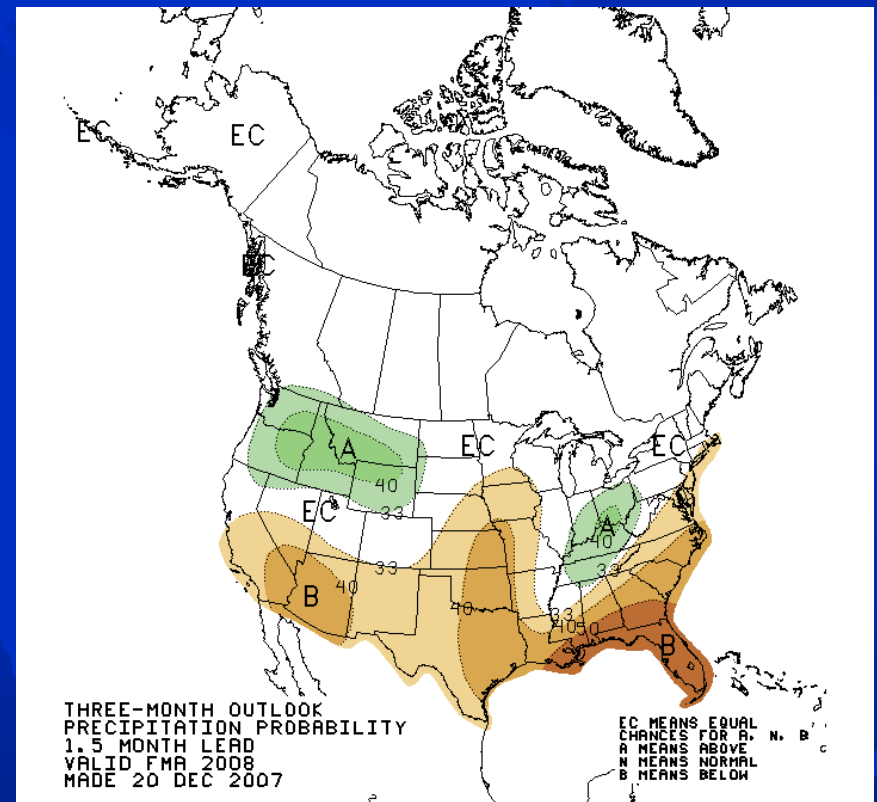 EC
EC
EC
A
EC
EC
40
EC
33
A
40
33
33
B
40
40
33
40
50
B
THREE-MONTH OUTLOOK
PRECIPITATION PROBABILITY
1.5 MONTH LEAD
VALID FMA 2008
MADE 20 DEC 2007
EC MEANS EQUAL
CHANCES FOR A, N, B
A MEANS ABOVE
N MEANS NORMAL
B MEANS BELOW